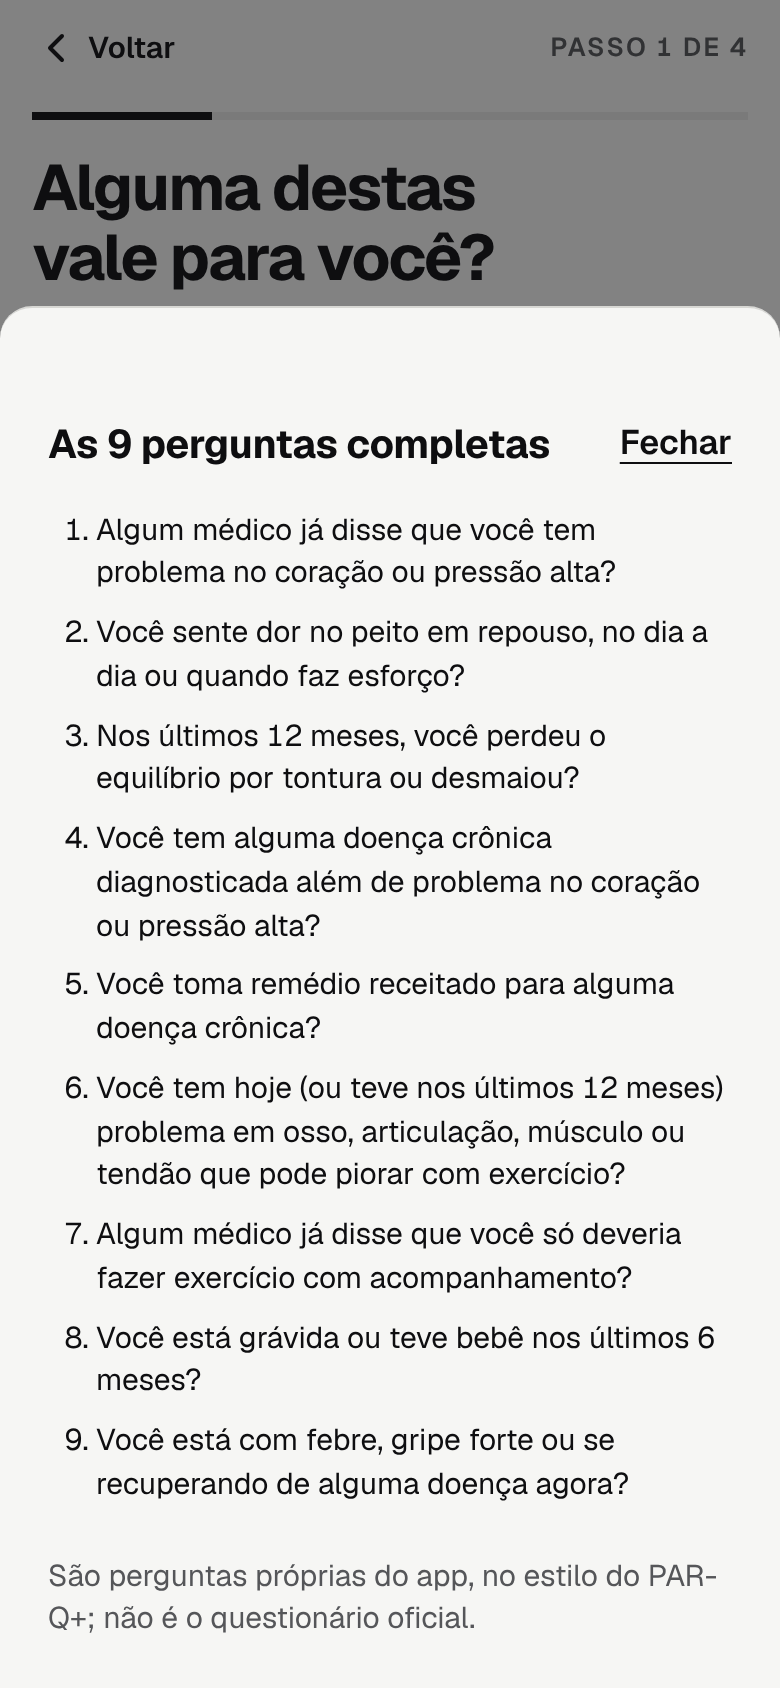 Voltar
PASSO 1 DE 4
Alguma destas
vale para você?
As 9 perguntas completas
Fechar
1. Algum médico já disse que você tem
problema no coração ou pressão alta?
2. Você sente dor no peito em repouso, no dia a
dia ou quando faz esforço?
3. Nos últimos 12 meses, você perdeu o
equilíbrio por tontura ou desmaiou?
4. Você tem alguma doença crônica
diagnosticada além de problema no coração
ou pressão alta?
5. Você toma remédio receitado para alguma
doença crônica?
6. Você tem hoje (ou teve nos últimos 12 meses)
problema em osso, articulação, músculo ou
tendão que pode piorar com exercício?
7. Algum médico já disse que você só deveria
fazer exercício com acompanhamento?
8. Você está grávida ou teve bebê nos últimos 6
meses?
9. Você está com febre, gripe forte ou se
recuperando de alguma doença agora?
São perguntas próprias do app, no estilo do PAR-
Q+; não é o questionário oficial.